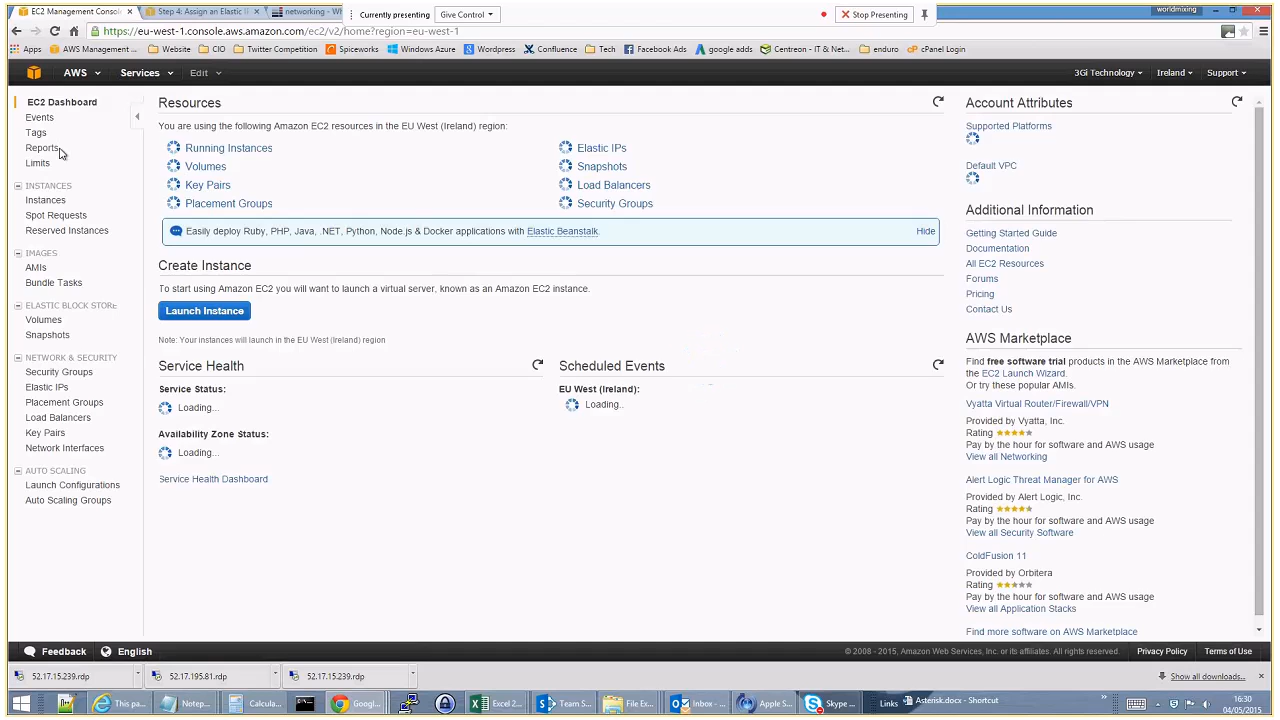 EC2 Management Consol
Step 4: Assign an Elastic I
networking - Wh
Currently presenting
Give Control
Stop Presenting
worldmixing
https://eu-west-1.console.aws.amazon.com/ec2/v2/home?region=eu-west-1
Apps
AWS Management ...
Website
CIO
Twitter Competition
Spiceworks
Windows Azure
Wordpress
Confluence
Tech
Facebook Ads
google adds
Centreon - IT & Net...
enduro
cPanel Login
AWS
Services
Edit
3Gi Technology
Ireland
Support
EC2 Dashboard
Events
Tags
Reports
Limits
INSTANCES
Instances
Spot Requests
Reserved Instances
IMAGES
AMIs
Bundle Tasks
ELASTIC BLOCK STORE
Volumes
Snapshots
NETWORK & SECURITY
Security Groups
Elastic IPs
Placement Groups
Load Balancers
Key Pairs
Network Interfaces
AUTO SCALING
Launch Configurations
Auto Scaling Groups
Resources
You are using the following Amazon EC2 resources in the EU West (Ireland) region:
Running Instances
Elastic IPs
Volumes
Snapshots
Key Pairs
Load Balancers
Placement Groups
Security Groups
Easily deploy Ruby, PHP, Java, .NET, Python, Node.js & Docker applications with Elastic Beanstalk.
Hide
Create Instance
To start using Amazon EC2 you will want to launch a virtual server, known as an Amazon EC2 instance.
Launch Instance
Note: Your instances will launch in the EU West (Ireland) region
Service Health
Service Status:
Loading...
Availability Zone Status:
Loading...
Service Health Dashboard
Scheduled Events
EU West (Ireland):
Loading..
Account Attributes
Supported Platforms
Default VPC
Additional Information
Getting Started Guide
Documentation
All EC2 Resources
Forums
Pricing
Contact Us
AWS Marketplace
Find free software trial products in the AWS Marketplace from
the EC2 Launch Wizard.
Or try these popular AMIs.
Vyatta Virtual Router/Firewall/VPN
Provided by Vyatta, Inc.
Rating
Pay by the hour for software and AWS usage
View all Networking
Alert Logic Threat Manager for AWS
Provided by Alert Logic, Inc.
Rating
Pay by the hour for software and AWS usage
View all Security Software
ColdFusion 11
Provided by Orbitera
Rating
Pay by the hour for software and AWS usage
View all Application Stacks
Find more software on AWS Marketplace
Feedback
English
© 2008 - 2015, Amazon Web Services, Inc. or its affiliates. All rights reserved.
Privacy Policy
Terms of Use
52.17.15.239.rdp
52.17.195.81.rdp
52.17.15.239.rdp
Show all downloads...
This pa...
Notep...
Calcula...
Googl...
Excel 2...
Team S...
File Ex...
Inbox - ...
Apple S...
Skype ...
Links
Asterisk.docx - Shortcut
16:30
04/05/2015